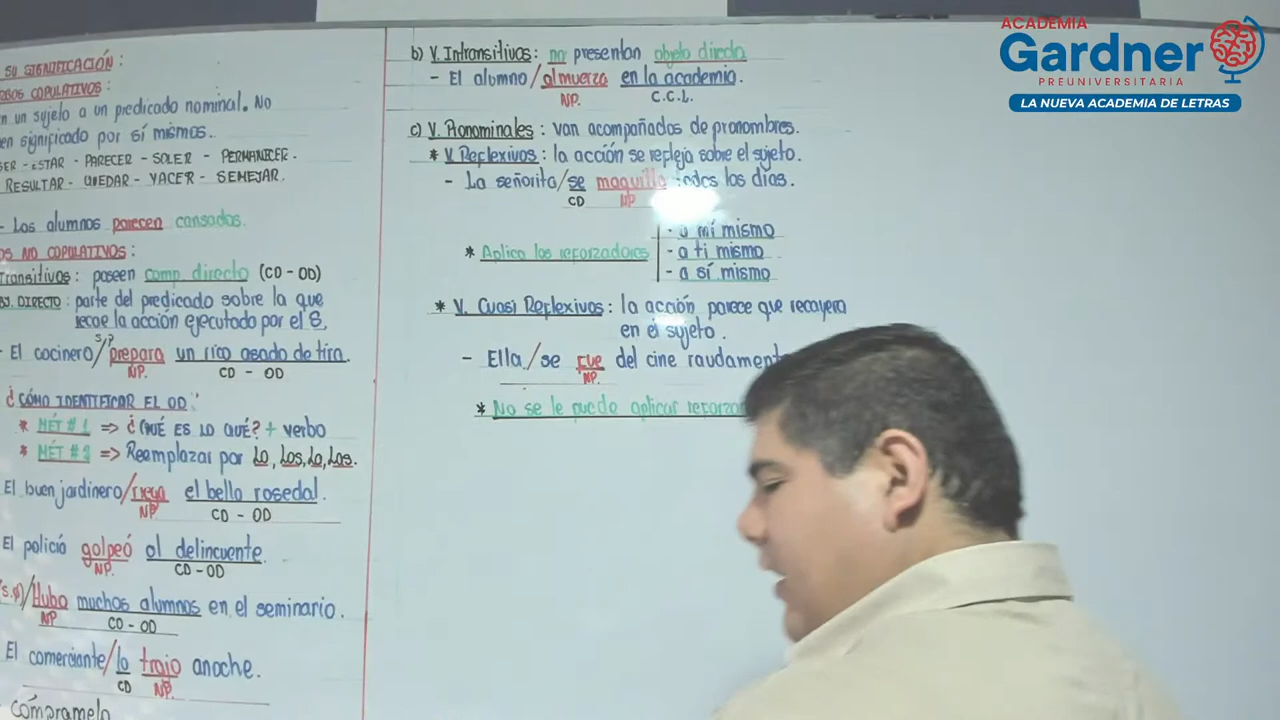 SU SIGNIFICACIÓN:
COPULATIVOS:
n un sujeto a un predicado nominal. No
en significado por sí mismos.
SER - ESTAR - PARECER - SOLER - PERMANECER.
RESULTAR - QUEDAR - YACER - SEMEJAR.
- Los alumnos parecen cansados.
NO COPULATIVOS:
Transitivos: poseen comp. directo (CD - OD)
DIRECTO: parte del predicado sobre la que
recae la acción ejecutado por el S.
- El cocinero/prepara un rico asado de tira.
S/P
NP. CD - OD
¿CÓMO IDENTIFICAR EL OD:
* MÉT #1 => ¿QUÉ ES LO QUÉ? + verbo
* MÉT # => Reemplazar por Lo, Los, La, Las.
El buen jardinero/riega el bello rosedal.
NP CD - OD
El policía golpeó al delincuente.
NP. CD - OD
/Hubo muchos alumnos en el seminario.
NP CD - OD
El comerciante/lo trajo anoche.
CD NP.
cómpramelo
b) V. Intransitivos: no presentan objeto directo
- El alumno/almuerza en la academia.
NP. C.C.L.
c) V. Pronominales: van acompañados de pronombres.
* V. Reflexivos: la acción se refleja sobre el sujeto.
- La señorita/se maquilla todos los días.
CD NP
* Aplica los reforzadores
- a mí mismo
- a ti mismo
- a sí mismo
* V. Cuasi Reflexivos: la acción parece que recayera
en el sujeto.
- Ella/se fue del cine raudament
NP.
* No se le puede aplicar reforza
ACADEMIA
Gardner
PREUNIVERSITARIA
LA NUEVA ACADEMIA DE LETRAS